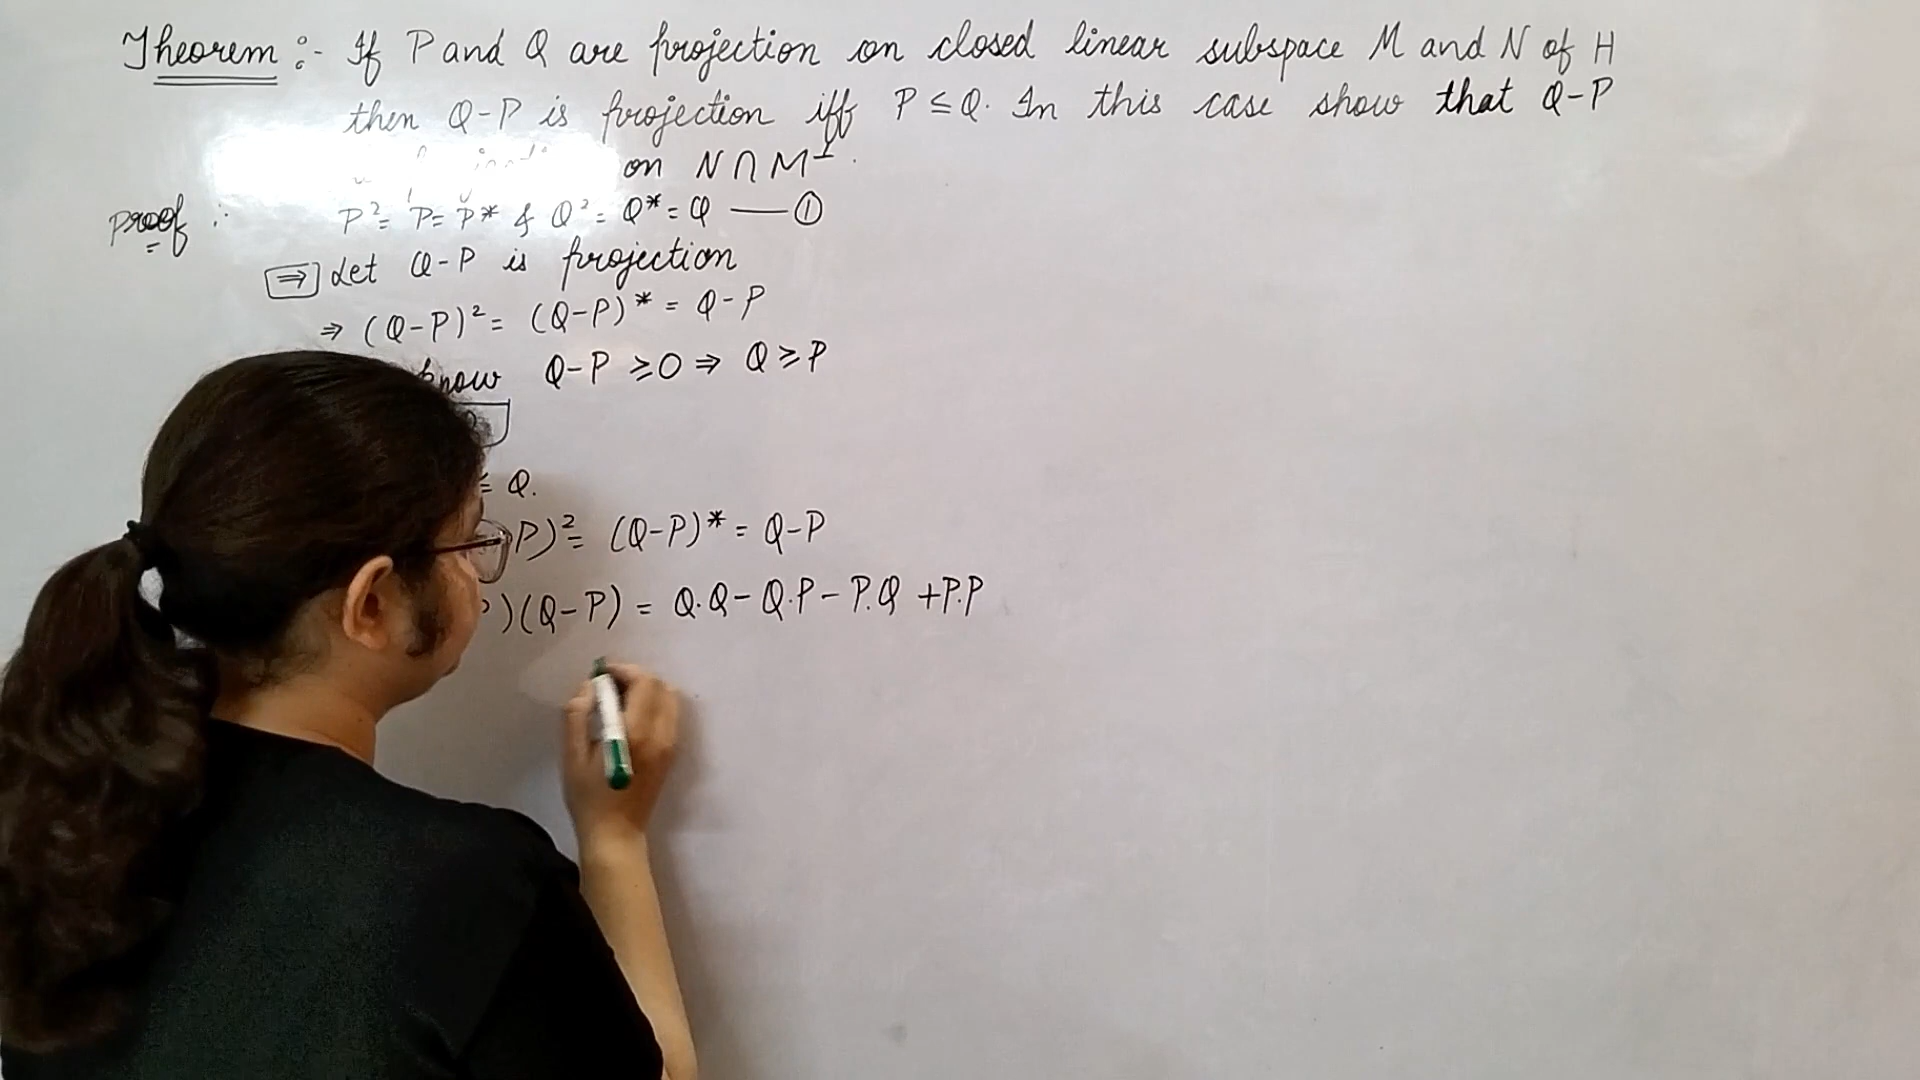 Theorem :- If P and Q are projection on closed linear subspace M and N of H
then Q-P is projection iff P ≤ Q. In this case show that Q-P
on N ∩ M⊥.
Proof : P² = P = P* & Q² = Q* = Q —— ①
⇒ Let Q-P is projection
⇒ (Q-P)² = (Q-P)* = Q-P
know Q-P ≥ 0 ⇒ Q ≥ P
≤ Q.
P)² = (Q-P)* = Q-P
)(Q-P) = Q.Q - Q.P - P.Q + P.P